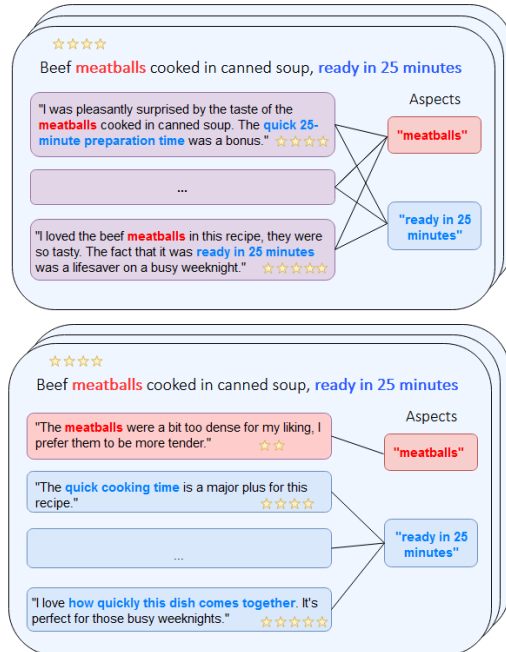 Beef meatballs cooked in canned soup, ready in 25 minutes
Aspects
"I was pleasantly surprised by the taste of the
meatballs cooked in canned soup. The quick 25-
minute preparation time was a bonus."
"meatballs"
...
"ready in 25
minutes"
"I loved the beef meatballs in this recipe, they were
so tasty. The fact that it was ready in 25 minutes
was a lifesaver on a busy weeknight."
Beef meatballs cooked in canned soup, ready in 25 minutes
Aspects
"The meatballs were a bit too dense for my liking, I
prefer them to be more tender."
"meatballs"
"The quick cooking time is a major plus for this
recipe."
...
"ready in 25
minutes"
"I love how quickly this dish comes together. It's
perfect for those busy weeknights."